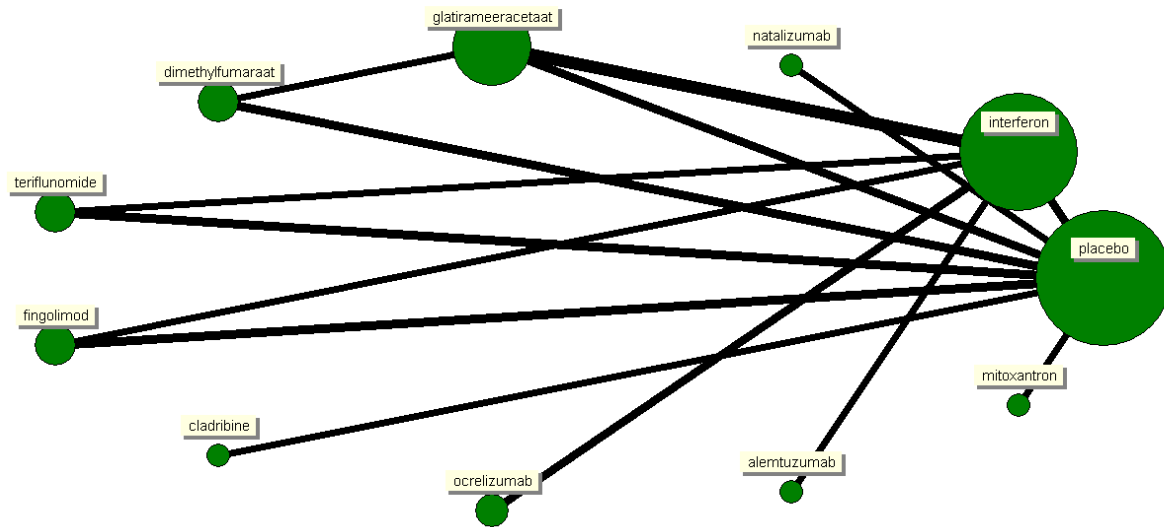 glatirameeracetaat
natalizumab
dimethylfumaraat
interferon
teriflunomide
placebo
fingolimod
mitoxantron
cladribine
alemtuzumab
ocrelizumab